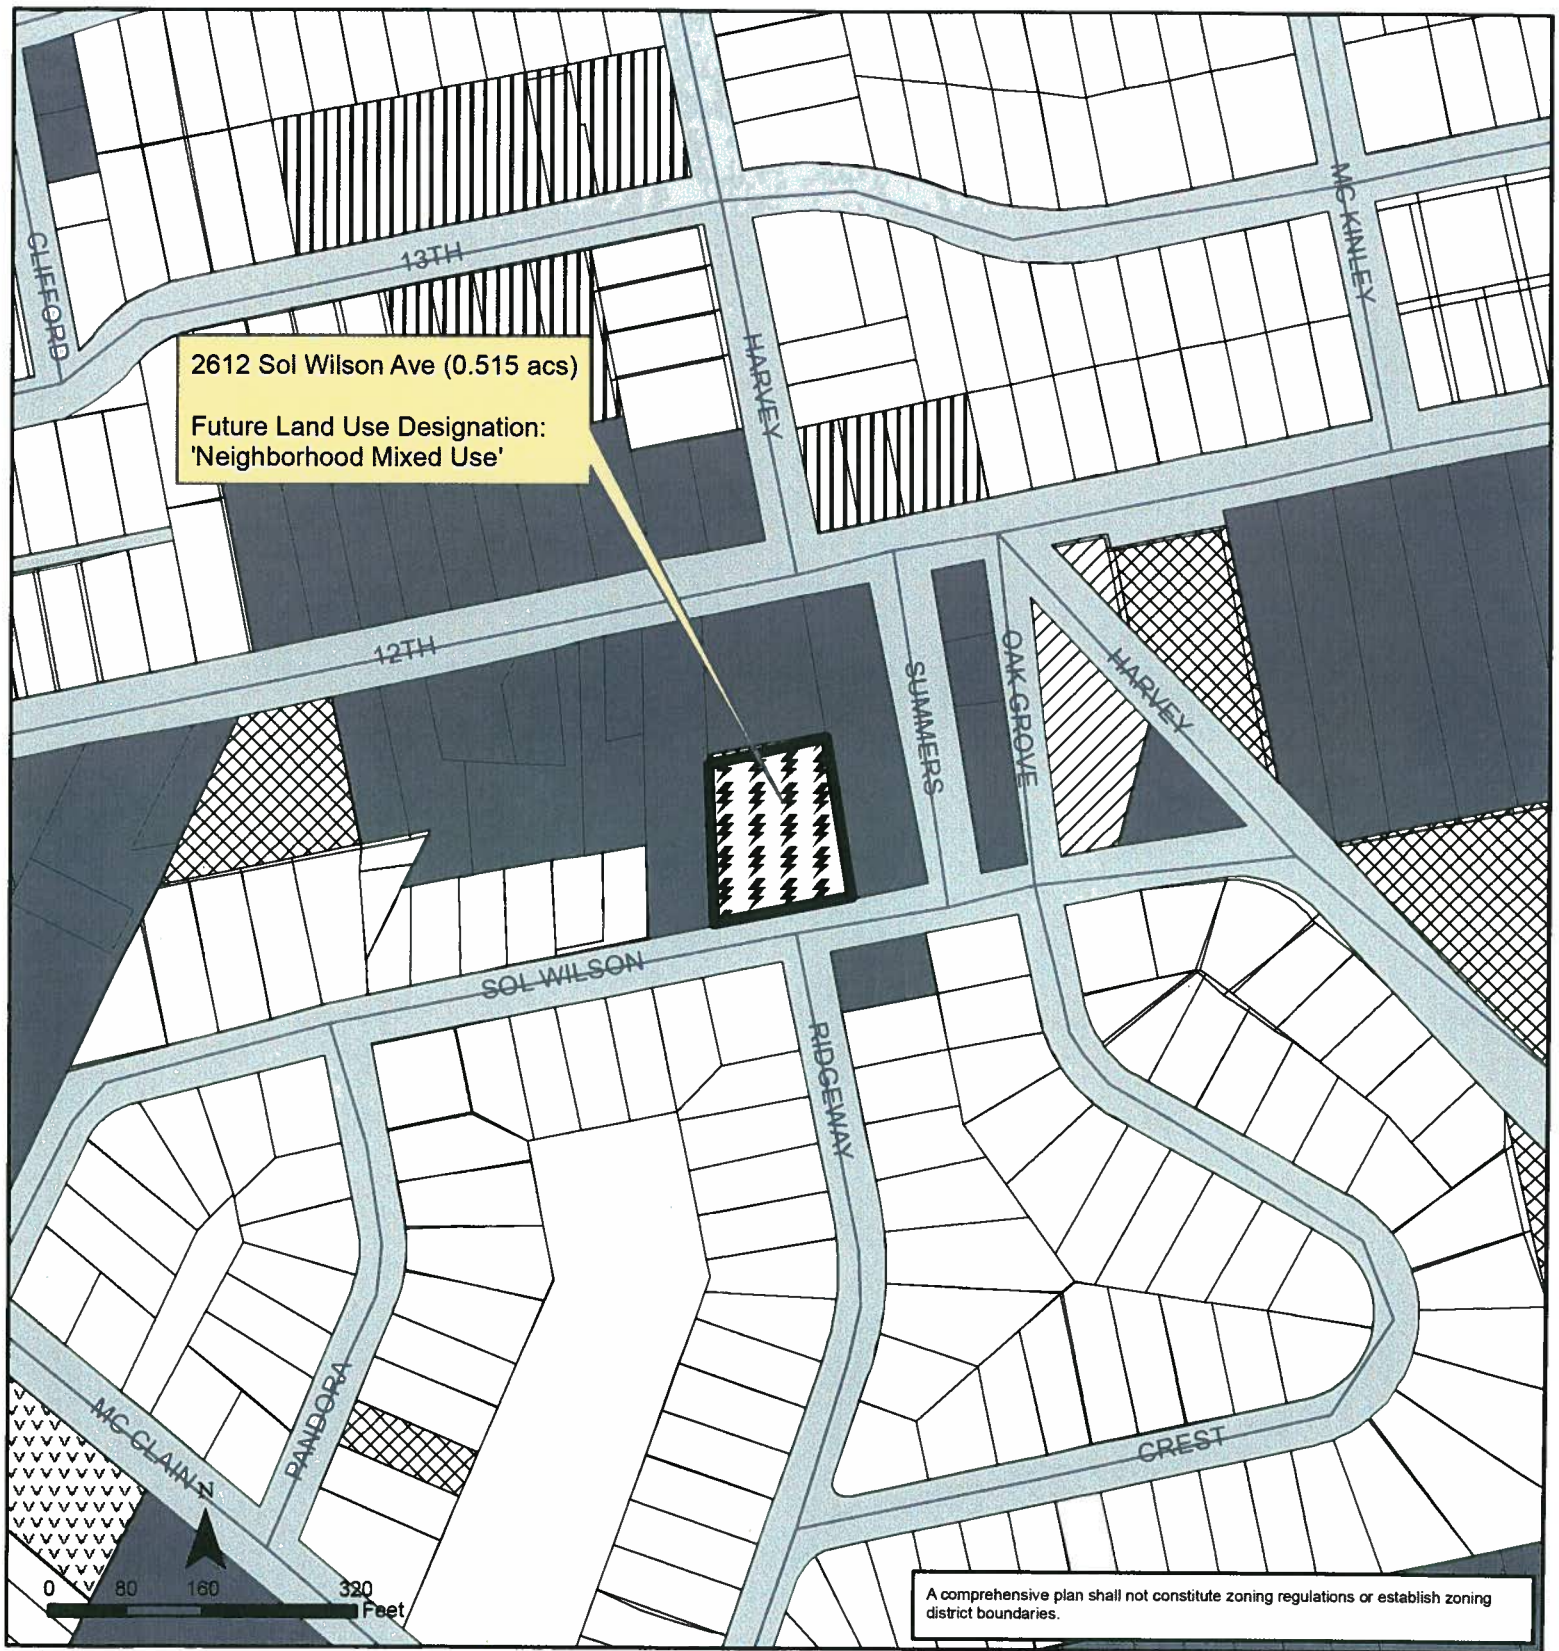 13TH
CLIFFORD
MC KINLEY
HARVEY
2612 Sol Wilson Ave (0.515 acs)
Future Land Use Designation:
'Neighborhood Mixed Use'
12TH
SUMMERS
OAK GROVE
HARVEY
SOL WILSON
RIDGEWAY
PANDORA
MC CLAIN
CREST
N
0 80 160 320
Feet
A comprehensive plan shall not constitute zoning regulations or establish zoning
district boundaries.